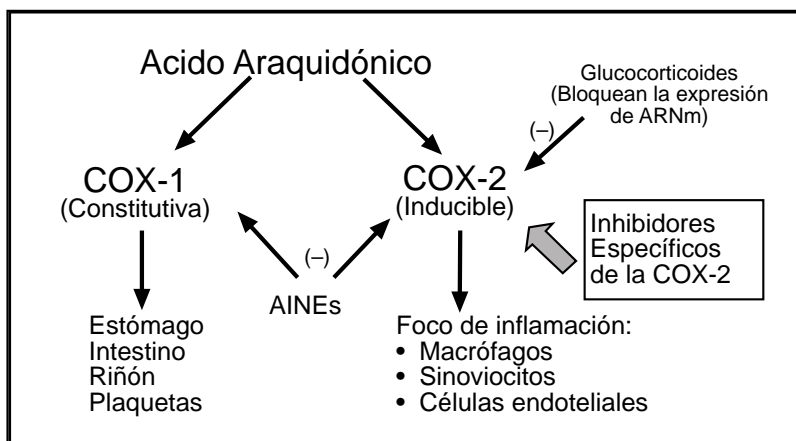 Acido Araquidónico
Glucocorticoides
(Bloquean la expresión
de ARNm)
(–)
COX-1
(Constitutiva)
COX-2
(Inducible)
Inhibidores
Específicos
de la COX-2
(–)
AINEs
Estómago
Intestino
Riñón
Plaquetas
Foco de inflamación:
• Macrófagos
• Sinoviocitos
• Células endoteliales